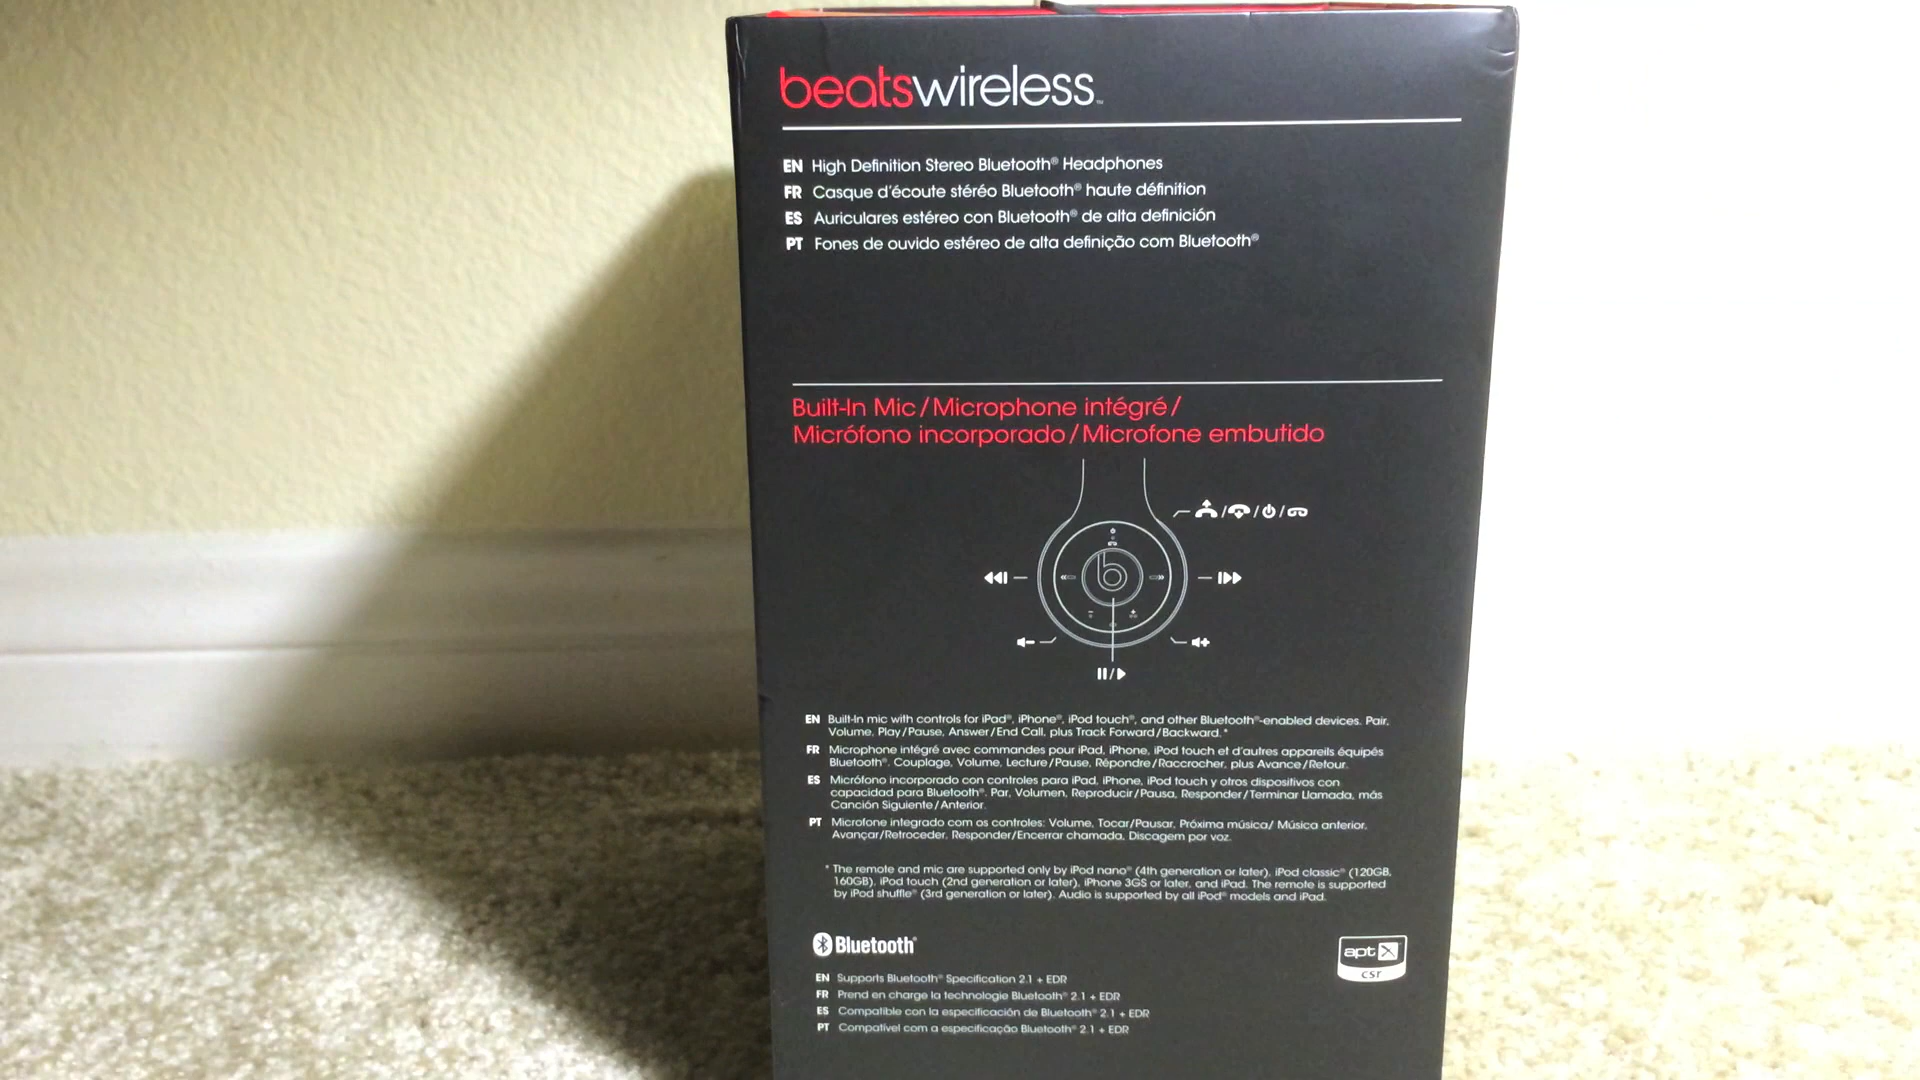 beatswireless™
EN High Definition Stereo Bluetooth® Headphones
FR Casque d'écoute stéréo Bluetooth® haute définition
ES Auriculares estéreo con Bluetooth® de alta definición
PT Fones de ouvido estéreo de alta definição com Bluetooth®
Built-In Mic / Microphone intégré /
Micrófono incorporado / Microfone embutido
EN Built-In mic with controls for iPad®, iPhone®, iPod touch®, and other Bluetooth®-enabled devices. Pair,
Volume, Play/Pause, Answer/End Call, plus Track Forward/Backward.*
FR Microphone intégré avec commandes pour iPad, iPhone, iPod touch et d'autres appareils équipés
Bluetooth®. Couplage, Volume, Lecture/Pause, Répondre/Raccrocher, plus Avance/Retour.
ES Micrófono incorporado con controles para iPad, iPhone, iPod touch y otros dispositivos con
capacidad para Bluetooth®. Par, Volumen, Reproducir/Pausa, Responder/Terminar Llamada, más
Canción Siguiente/Anterior.
PT Microfone integrado com os controles: Volume, Tocar/Pausar, Próxima música/ Música anterior,
Avançar/Retroceder, Responder/Encerrar chamada, Discagem por voz.
* The remote and mic are supported only by iPod nano® (4th generation or later), iPod classic® (120GB,
160GB), iPod touch (2nd generation or later), iPhone 3GS or later, and iPad. The remote is supported
by iPod shuffle® (3rd generation or later). Audio is supported by all iPod® models and iPad.
Bluetooth®
aptX
csr
EN Supports Bluetooth® Specification 2.1 + EDR
FR Prend en charge la technologie Bluetooth® 2.1 + EDR
ES Compatible con la especificación de Bluetooth® 2.1 + EDR
PT Compatível com a especificação Bluetooth® 2.1 + EDR